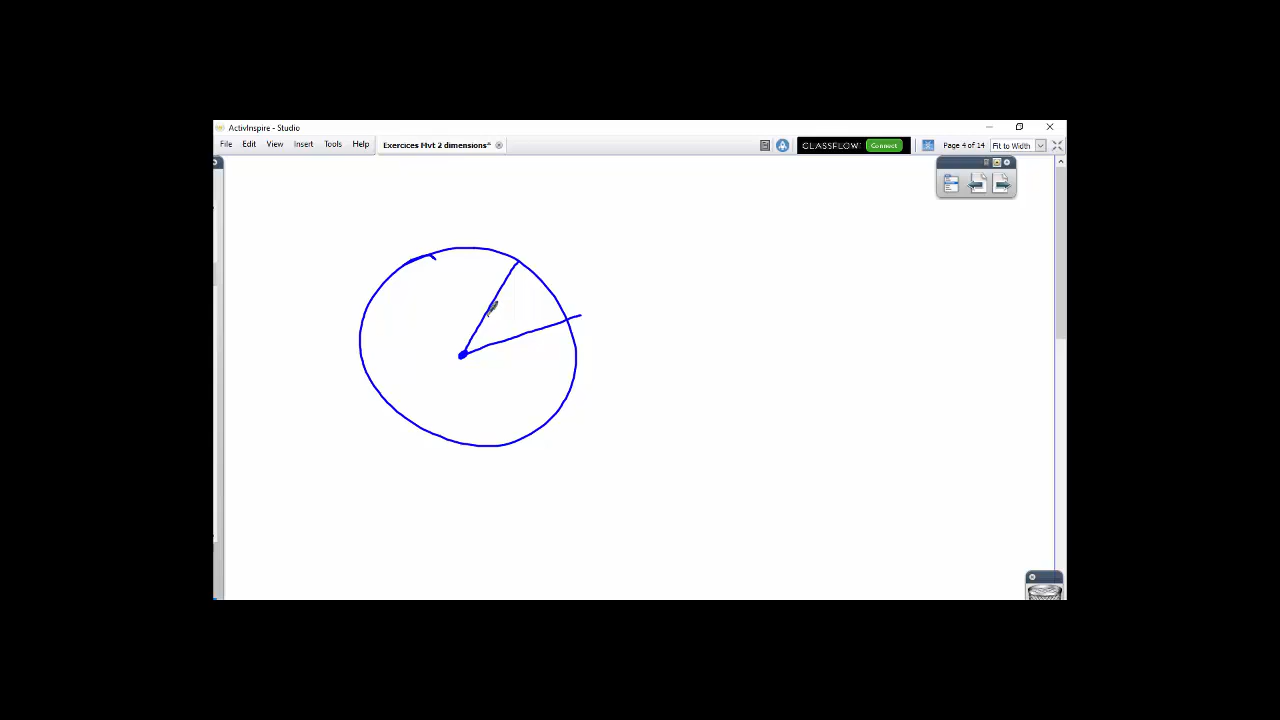 ActivInspire - Studio
File Edit View Insert Tools Help
Exercices Mvt 2 dimensions*
CLASSFLOW Connect
Page 4 of 14
Fit to Width